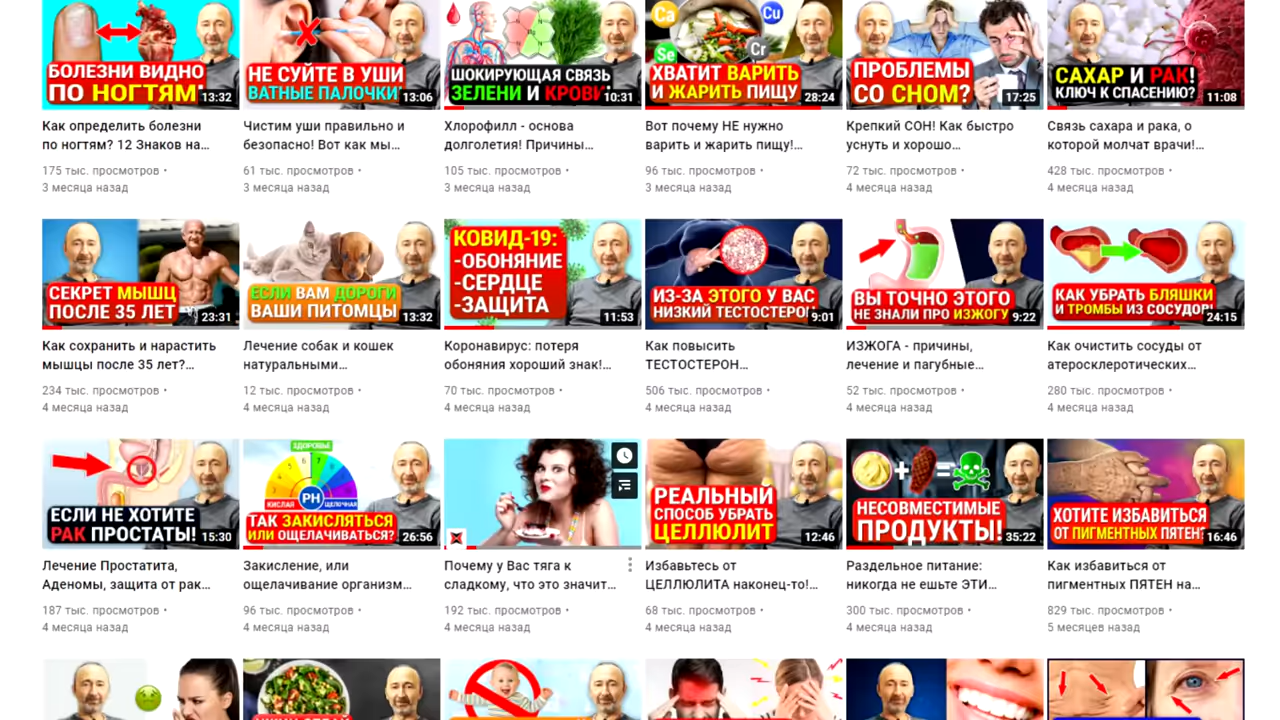 БОЛЕЗНИ ВИДНО
ПО НОГТЯМ
13:32
Как определить болезни
по ногтям? 12 Знаков на...
175 тыс. просмотров •
3 месяца назад
НЕ СУЙТЕ В УШИ
ВАТНЫЕ ПАЛОЧКИ
13:06
Чистим уши правильно и
безопасно! Вот как мы...
61 тыс. просмотров •
3 месяца назад
ШОКИРУЮЩАЯ СВЯЗЬ
ЗЕЛЕНИ И КРОВИ
10:31
Хлорофилл - основа
долголетия! Причины...
105 тыс. просмотров •
3 месяца назад
Ca
Cu
Se
Cr
ХВАТИТ ВАРИТЬ
И ЖАРИТЬ ПИЩУ
28:24
Вот почему НЕ нужно
варить и жарить пищу!...
96 тыс. просмотров •
3 месяца назад
ПРОБЛЕМЫ
СО СНОМ?
17:25
Крепкий СОН! Как быстро
уснуть и хорошо...
72 тыс. просмотров •
4 месяца назад
САХАР И РАК!
КЛЮЧ К СПАСЕНИЮ?
11:08
Связь сахара и рака, о
которой молчат врачи!...
428 тыс. просмотров •
4 месяца назад
СЕКРЕТ МЫШЦ
ПОСЛЕ 35 ЛЕТ
23:31
Как сохранить и нарастить
мышцы после 35 лет?...
234 тыс. просмотров •
4 месяца назад
ЕСЛИ ВАМ ДОРОГИ
ВАШИ ПИТОМЦЫ
13:32
Лечение собак и кошек
натуральными...
12 тыс. просмотров •
4 месяца назад
КОВИД-19:
-ОБОНЯНИЕ
-СЕРДЦЕ
-ЗАЩИТА
11:53
Коронавирус: потеря
обоняния хороший знак!...
70 тыс. просмотров •
4 месяца назад
ИЗ-ЗА ЭТОГО У ВАС
НИЗКИЙ ТЕСТОСТЕРО
9:01
Как повысить
ТЕСТОСТЕРОН...
506 тыс. просмотров •
4 месяца назад
ВЫ ТОЧНО ЭТОГО
НЕ ЗНАЛИ ПРО ИЗЖОГУ
9:22
ИЗЖОГА - причины,
лечение и пагубные...
52 тыс. просмотров •
4 месяца назад
КАК УБРАТЬ БЛЯШКИ
И ТРОМБЫ ИЗ СОСУДОВ
24:15
Как очистить сосуды от
атеросклеротических...
280 тыс. просмотров •
4 месяца назад
ЕСЛИ НЕ ХОТИТЕ
РАК ПРОСТАТЫ!
15:30
Лечение Простатита,
Аденомы, защита от рак...
187 тыс. просмотров •
4 месяца назад
ЗДОРОВЬЕ
5 6 7 8 9
PH
КИСЛАЯ ЩЕЛОЧНАЯ
ТАК ЗАКИСЛЯТЬСЯ
ИЛИ ОЩЕЛАЧИВАТЬСЯ?
26:56
Закисление, или
ощелачивание организм...
96 тыс. просмотров •
4 месяца назад
Почему у Вас тяга к
сладкому, что это значит...
192 тыс. просмотров •
4 месяца назад
РЕАЛЬНЫЙ
СПОСОБ УБРАТЬ
ЦЕЛЛЮЛИТ
12:46
Избавьтесь от
ЦЕЛЛЮЛИТА наконец-то!...
68 тыс. просмотров •
4 месяца назад
НЕСОВМЕСТИМЫЕ
ПРОДУКТЫ!
35:22
Раздельное питание:
никогда не ешьте ЭТИ...
300 тыс. просмотров •
4 месяца назад
ХОТИТЕ ИЗБАВИТЬСЯ
ОТ ПИГМЕНТНЫХ ПЯТЕН?
16:46
Как избавиться от
пигментных ПЯТЕН на...
829 тыс. просмотров •
5 месяцев назад